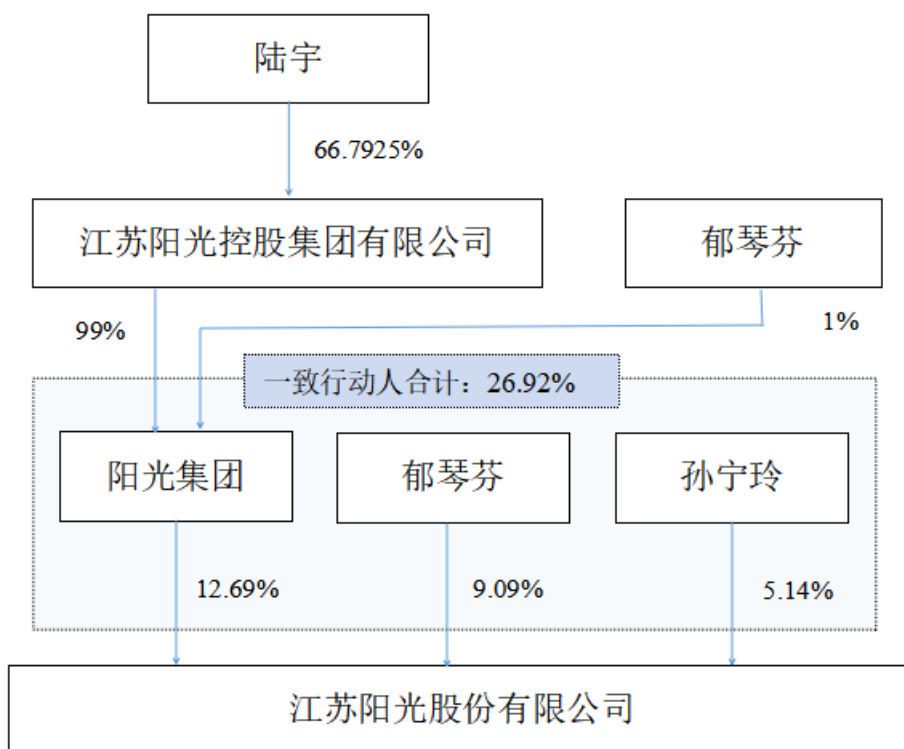 陆宇
66.7925%
江苏阳光控股集团有限公司
郁琴芬
99%
1%
一致行动人合计：26.92%
阳光集团
郁琴芬
孙宁玲
12.69%
9.09%
5.14%
江苏阳光股份有限公司